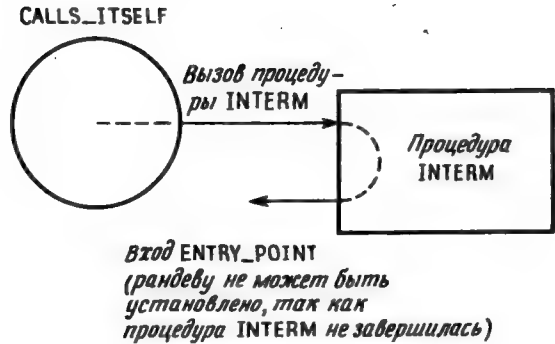 CALLS_ITSELF
Вызов процеду-
ры INTERM
Процедура
INTERM
Вход ENTRY_POINT
(рандеву не может быть
установлено, так как
процедура INTERM не завершилась)